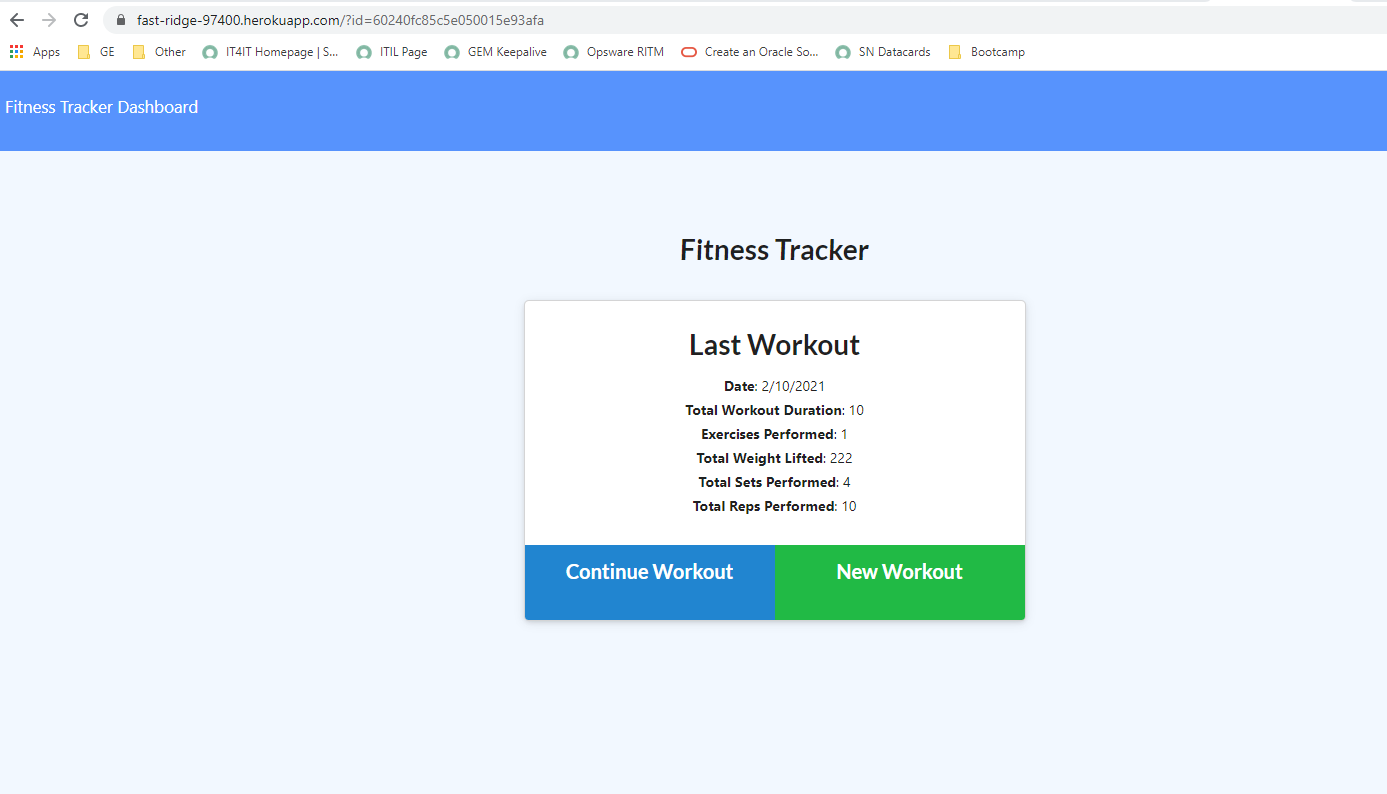 fast-ridge-97400.herokuapp.com/?id=60240fc85c5e050015e93afa
Apps GE Other IT4IT Homepage | S... ITIL Page GEM Keepalive Opsware RITM Create an Oracle So... SN Datacards Bootcamp
Fitness Tracker Dashboard
Fitness Tracker
Last Workout
Date: 2/10/2021
Total Workout Duration: 10
Exercises Performed: 1
Total Weight Lifted: 222
Total Sets Performed: 4
Total Reps Performed: 10
Continue Workout New Workout